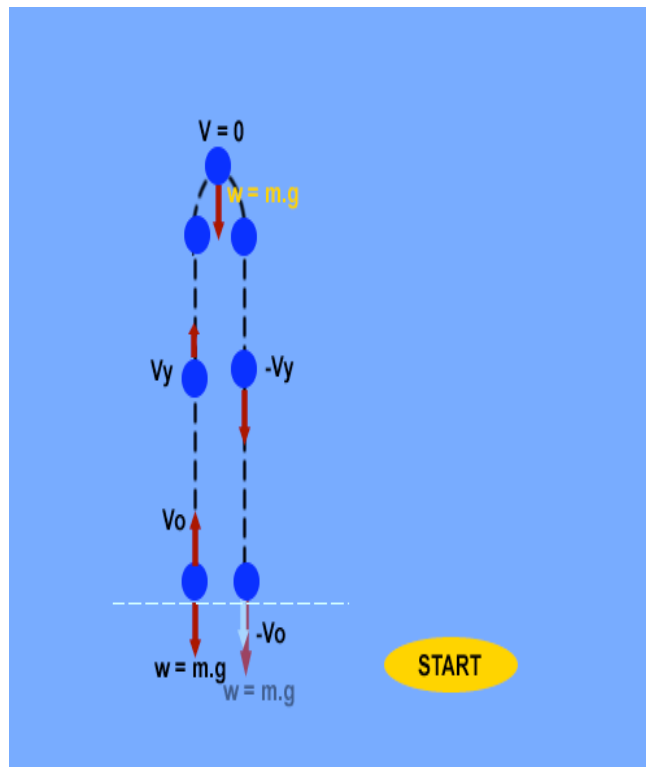 V = 0
w = m.g
Vy
-Vy
Vo
-Vo
w = m.g
w = m.g
START